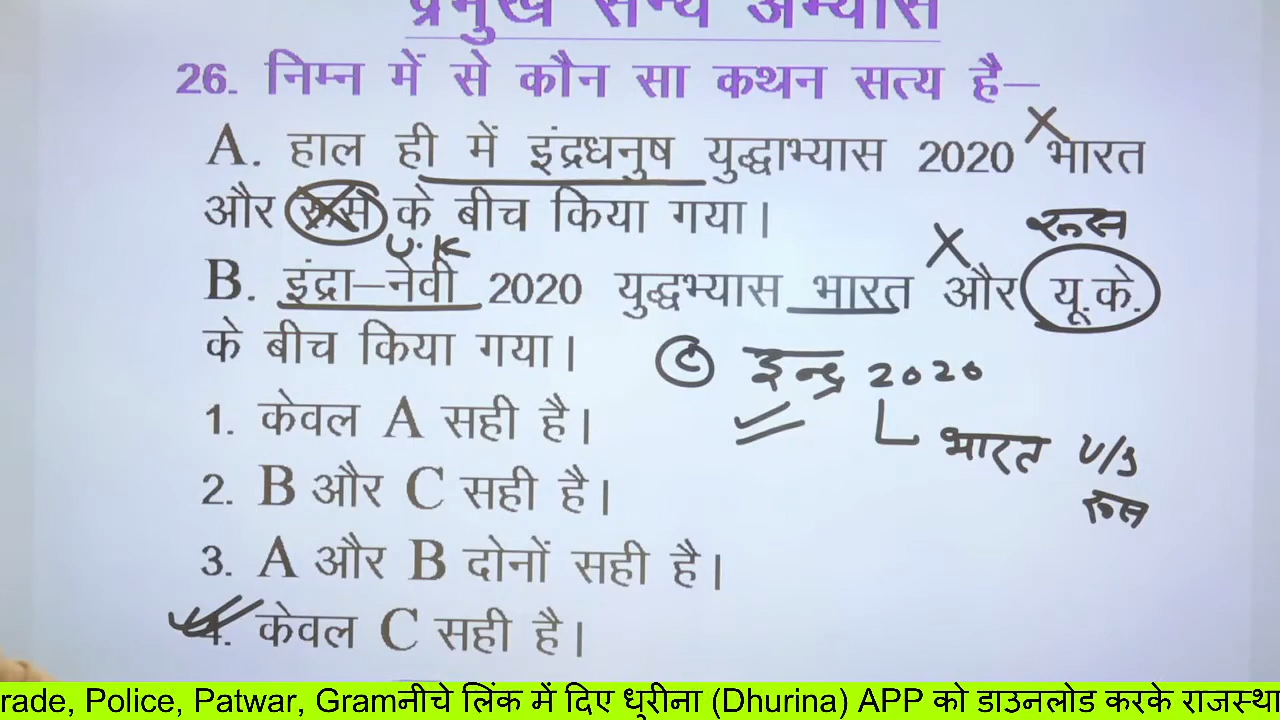 प्रमुख सैन्य अभ्यास
26. निम्न में से कौन सा कथन सत्य है–
A. हाल ही में इंद्रधनुष युद्धाभ्यास 2020 भारत
और रूस के बीच किया गया।
U.K
रूस
B. इंद्रा–नेवी 2020 युद्धभ्यास भारत और यू.के.
के बीच किया गया।
C इन्द्र 2020
भारत v/s
रूस
1. केवल A सही है।
2. B और C सही है।
3. A और B दोनों सही है।
4. केवल C सही है।
rade, Police, Patwar, Gramनीचे लिंक में दिए धुरीना (Dhurina) APP को डाउनलोड करके राजस्था